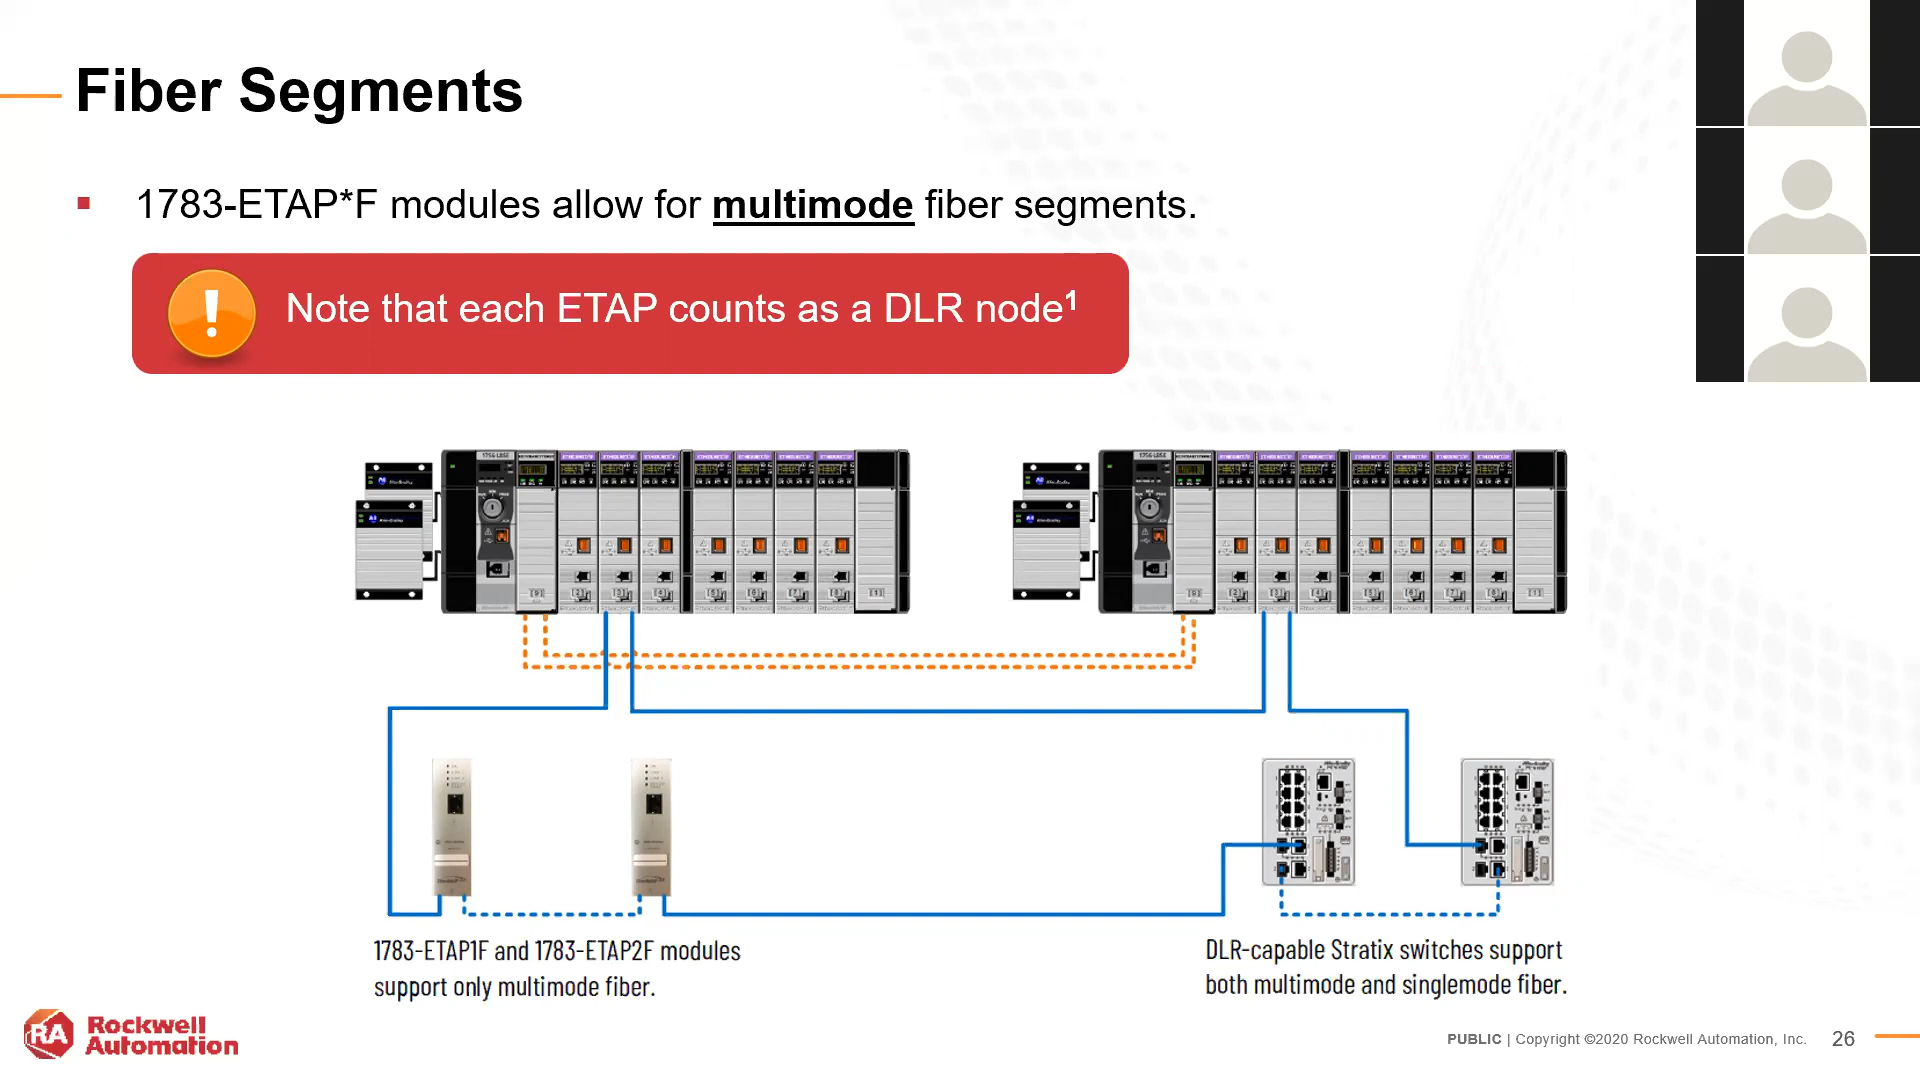 Fiber Segments
1783-ETAP*F modules allow for multimode fiber segments.
Note that each ETAP counts as a DLR node¹
1783-ETAP1F and 1783-ETAP2F modules
support only multimode fiber.
DLR-capable Stratix switches support
both multimode and singlemode fiber.
RA Rockwell
Automation
PUBLIC | Copyright ©2020 Rockwell Automation, Inc. 26